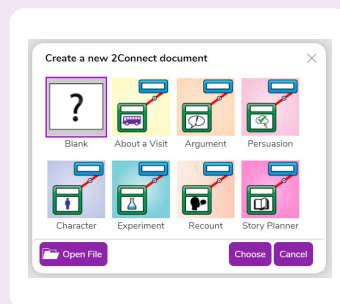 Create a new 2Connect document
?
Blank About a Visit Argument Persuasion
Character Experiment Recount Story Planner
Open File Choose Cancel